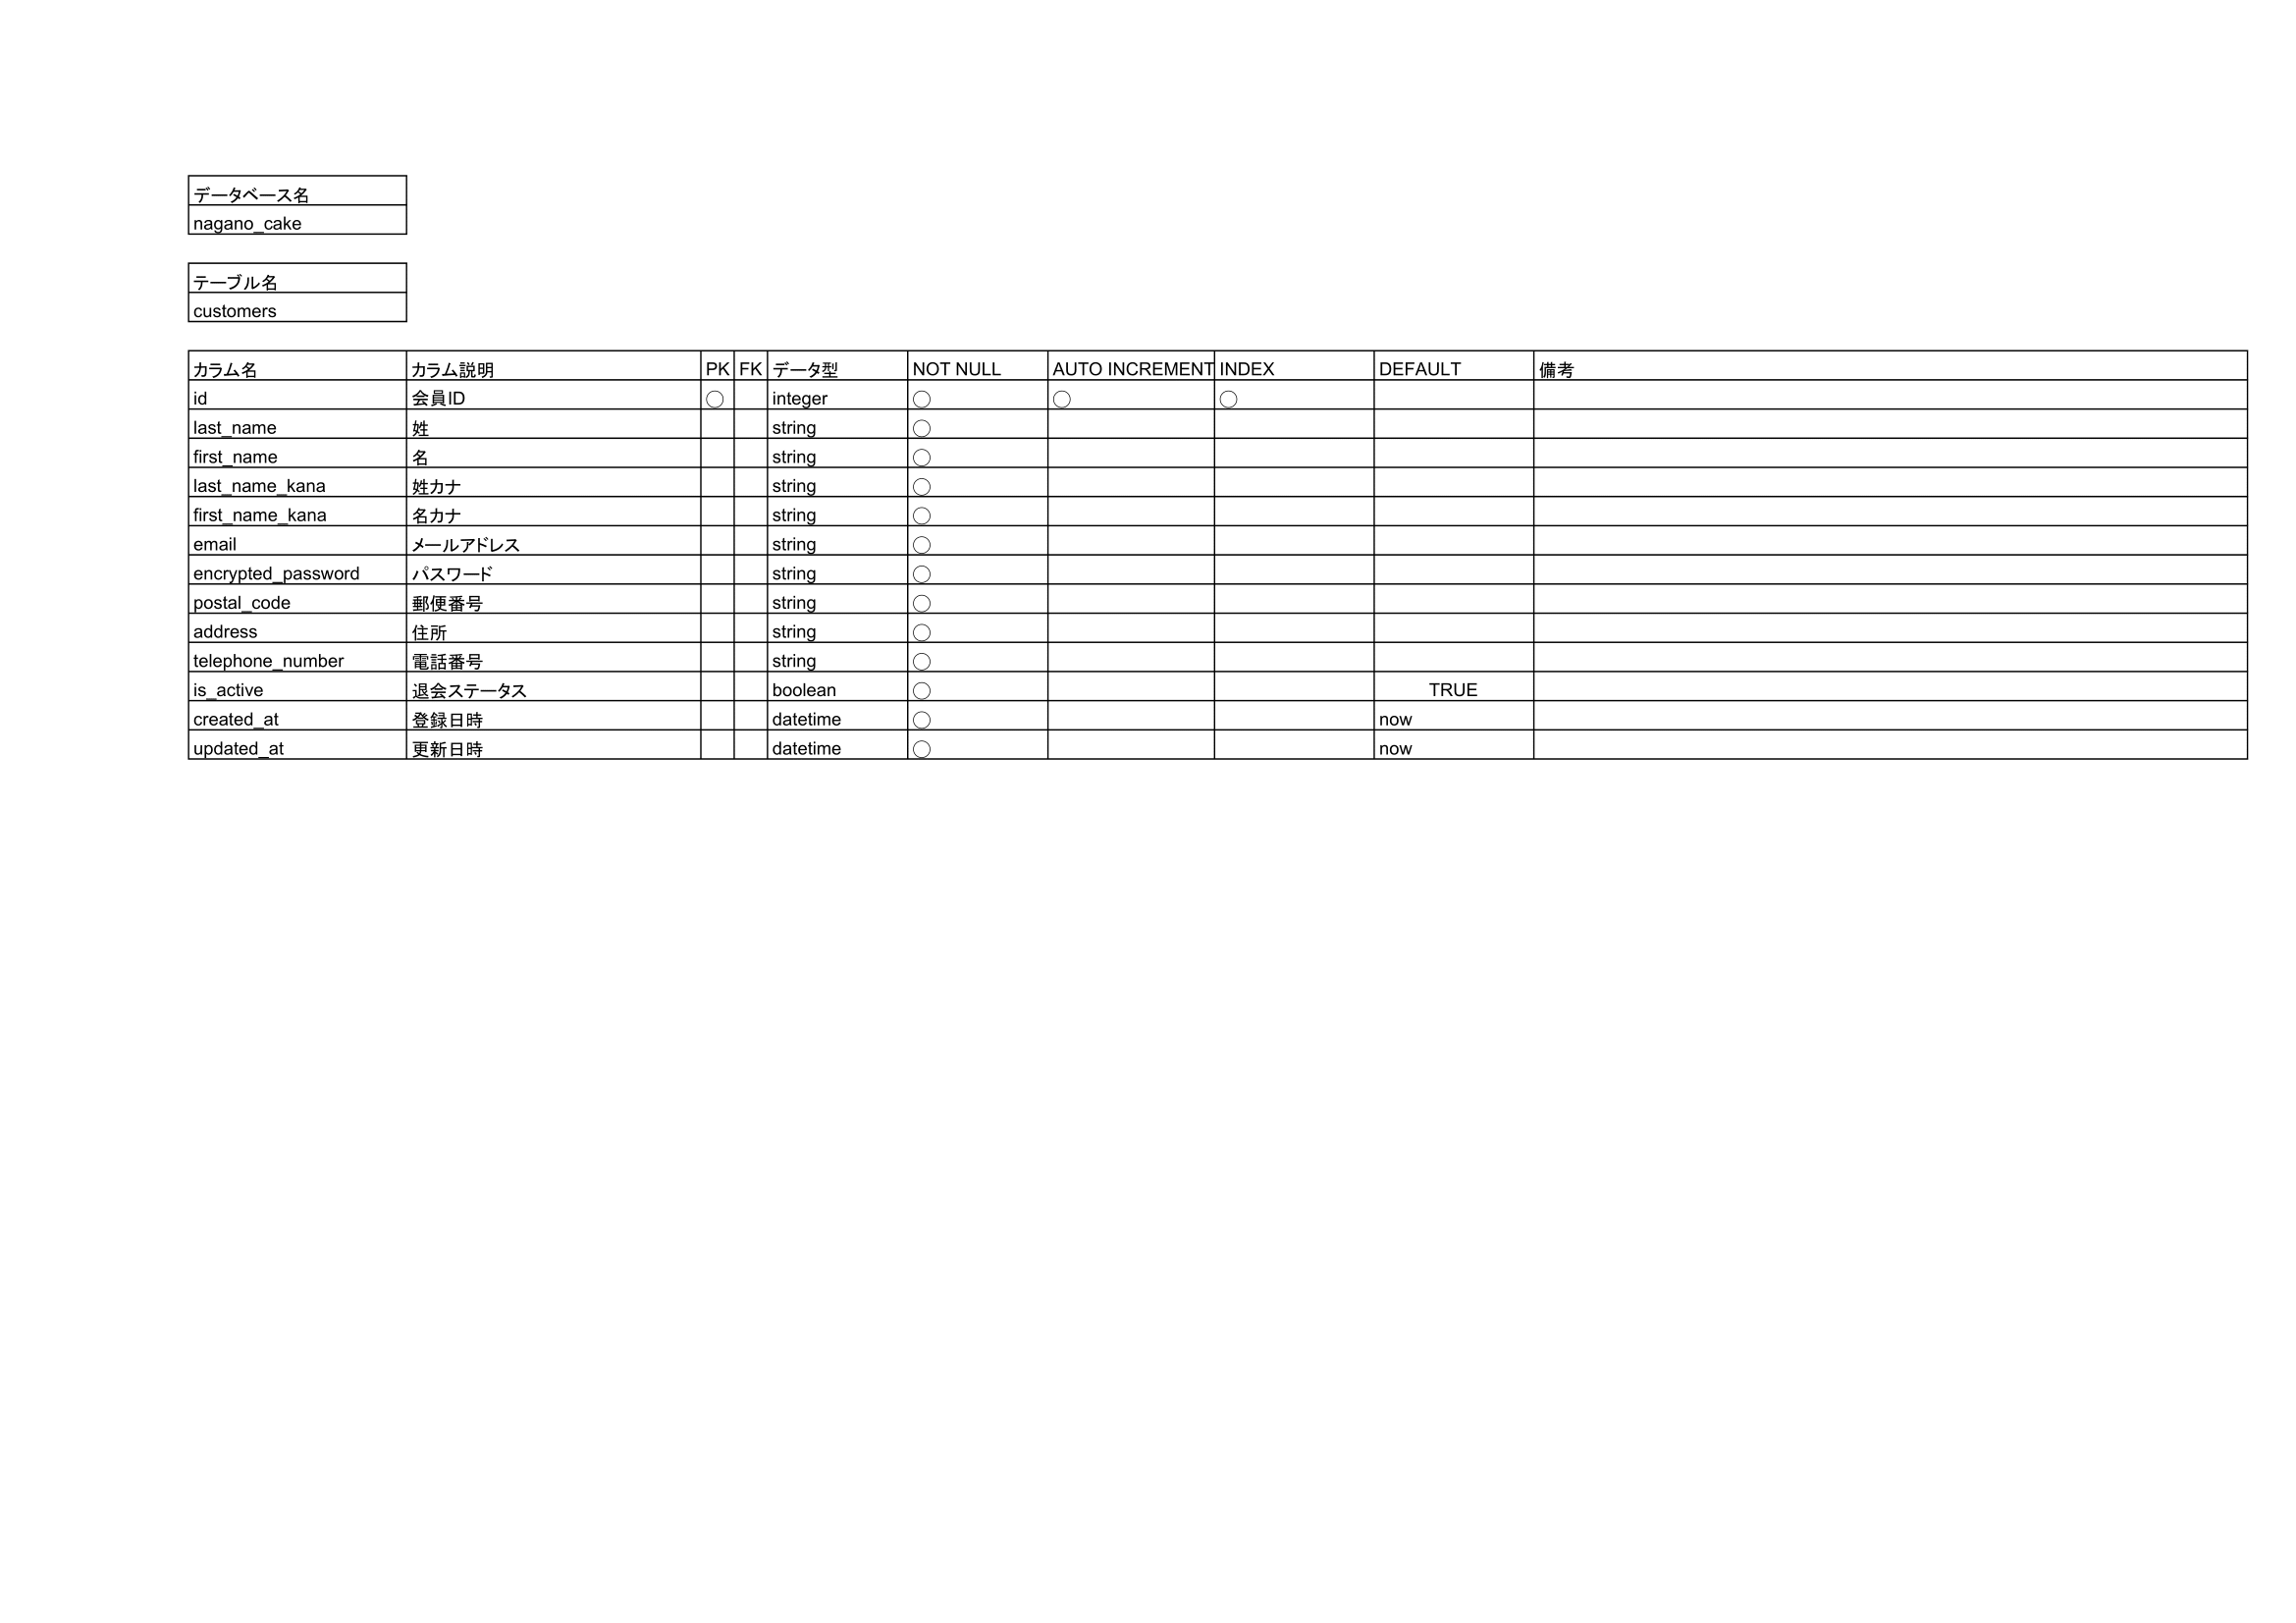 データベース名
nagano_cake
テーブル名
customers
カラム名 カラム説明 PK FK データ型 NOT NULL AUTO INCREMENT INDEX DEFAULT 備考
id 会員ID ○ integer ○ ○ ○
last_name 姓 string ○
first_name 名 string ○
last_name_kana 姓カナ string ○
first_name_kana 名カナ string ○
email メールアドレス string ○
encrypted_password パスワード string ○
postal_code 郵便番号 string ○
address 住所 string ○
telephone_number 電話番号 string ○
is_active 退会ステータス boolean ○ TRUE
created_at 登録日時 datetime ○ now
updated_at 更新日時 datetime ○ now